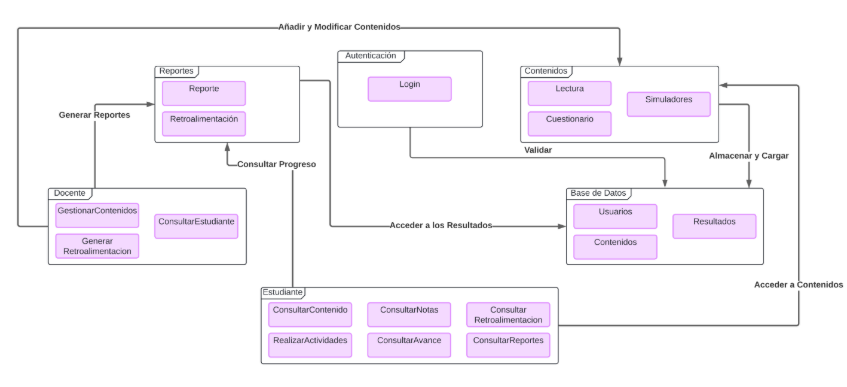 Añadir y Modificar Contenidos
Reportes
Reporte
Retroalimentación
Autenticación
Login
Contenidos
Lectura
Cuestionario
Simuladores
Generar Reportes
Consultar Progreso
Validar
Almacenar y Cargar
Docente
GestionarContenidos
Generar
Retroalimentacion
ConsultarEstudiante
Acceder a los Resultados
Base de Datos
Usuarios
Contenidos
Resultados
Acceder a Contenidos
Estudiante
ConsultarContenido
ConsultarNotas
Consultar
Retroalimentacion
RealizarActividades
ConsultarAvance
ConsultarReportes